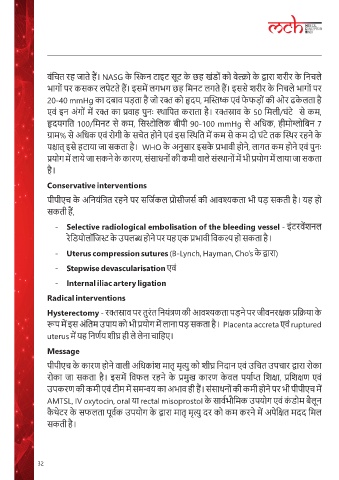 mch
वंचित रह जाते हैं। NASG के स्किन टाइट सूट के छह खंडों को वेल्क्रो के द्वारा शरीर के निचले
भागों पर कसकर लपेटते हैं। इसमें लगभग छह मिनट लगते हैं। इससे शरीर के निचले भागों पर
20-40 mmHg का दबाव पड़ता है जो रक्त को हृदय, मस्तिष्क एवं फेफड़ों की ओर ढकेलता है
एवं इन अंगों में रक्त का प्रवाह पुनः स्थापित कराता है। रक्तस्राव के 50 मिली/घंटे से कम,
हृदयगति 100/मिनट से कम, सिस्टोलिक बीपी 90-100 mmHg से अधिक, हीमोग्लोबिन 7
ग्राम% से अधिक एवं रोगी के सचेत होने एवं इस स्थिति में कम से कम दो घंटे तक स्थिर रहने के
पश्चात् इसे हटाया जा सकता है। WHO के अनुसार इसके प्रभावी होने, लागत कम होने एवं पुनः
प्रयोग में लाये जा सकने के कारण, संसाधनों की कमी वाले संस्थानों में भी प्रयोग में लाया जा सकता
है।
Conservative interventions
पीपीएच के अनियंत्रित रहने पर सर्जिकल प्रोसीजर्स की आवश्यकता भी पड़ सकती है। यह हो
सकती हैं,
- Selective radiological embolisation of the bleeding vessel - इंटरवेंशनल
रेडियोलॉजिस्ट के उपलब्ध होने पर यह एक प्रभावी विकल्प हो सकता है।
- Uterus compression sutures (B-Lynch, Hayman, Cho's के द्वारा)
- Stepwise devascularisation एवं
- Internal iliac artery ligation
Radical interventions
Hysterectomy - रक्तस्राव पर तुरंत नियंत्रण की आवश्यकता पड़ने पर जीवनरक्षक प्रक्रिया के
रूप में इस अंतिम उपाय को भी प्रयोग में लाना पड़ सकता है। Placenta accreta एवं ruptured
uterus में यह निर्णय शीघ्र ही ले लेना चाहिए।
Message
पीपीएच के कारण होने वाली अधिकांश मातृ मृत्यु को शीघ्र निदान एवं उचित उपचार द्वारा रोका
रोका जा सकता है। इसमें विफल रहने के प्रमुख कारण केवल पर्याप्त शिक्षा, प्रशिक्षण एवं
उपकरण की कमी एवं टीम में समन्वय का अभाव ही हैं। संसाधनों की कमी होने पर भी पीपीएच में
AMTSL, IV oxytocin, oral या rectal misoprostol के सार्वभौमिक उपयोग एवं कंडोम बैलून
कैथेटर के सफलता पूर्वक उपयोग के द्वारा मातृ मृत्यु दर को कम करने में अपेक्षित मदद मिल
सकती है।
32